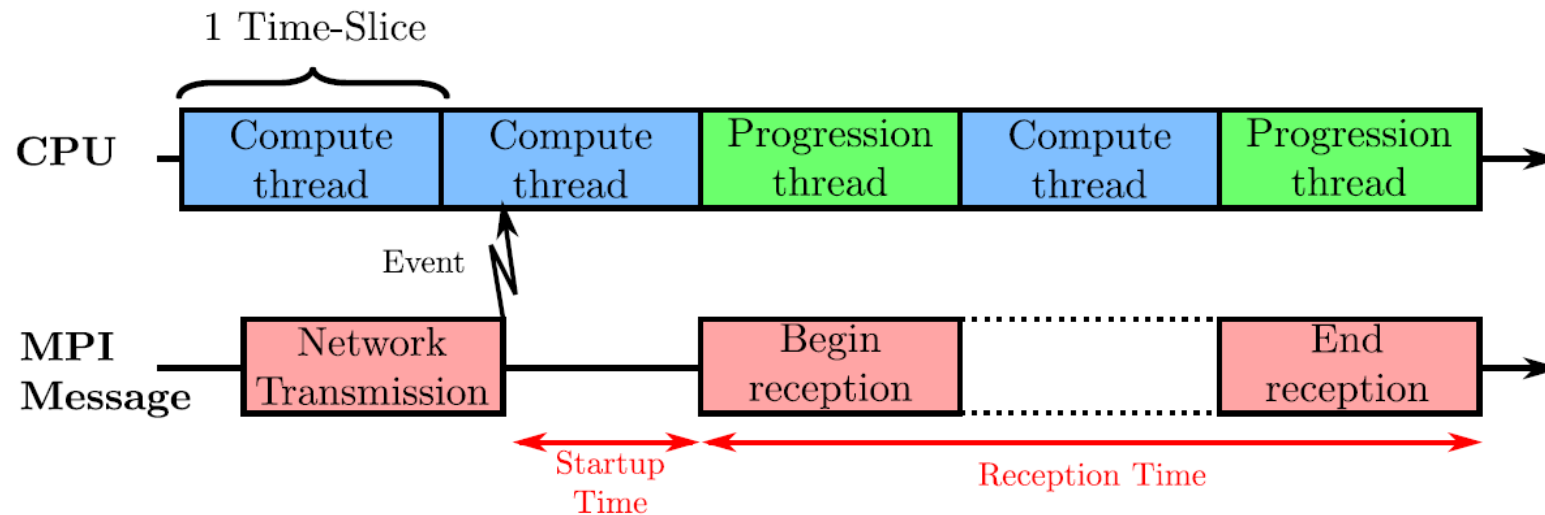 1 Time-Slice
CPU
Compute
thread
Compute
thread
Progression
thread
Compute
thread
Progression
thread
Event
MPI
Message
Network
Transmission
Begin
reception
End
reception
Startup
Time
Reception Time